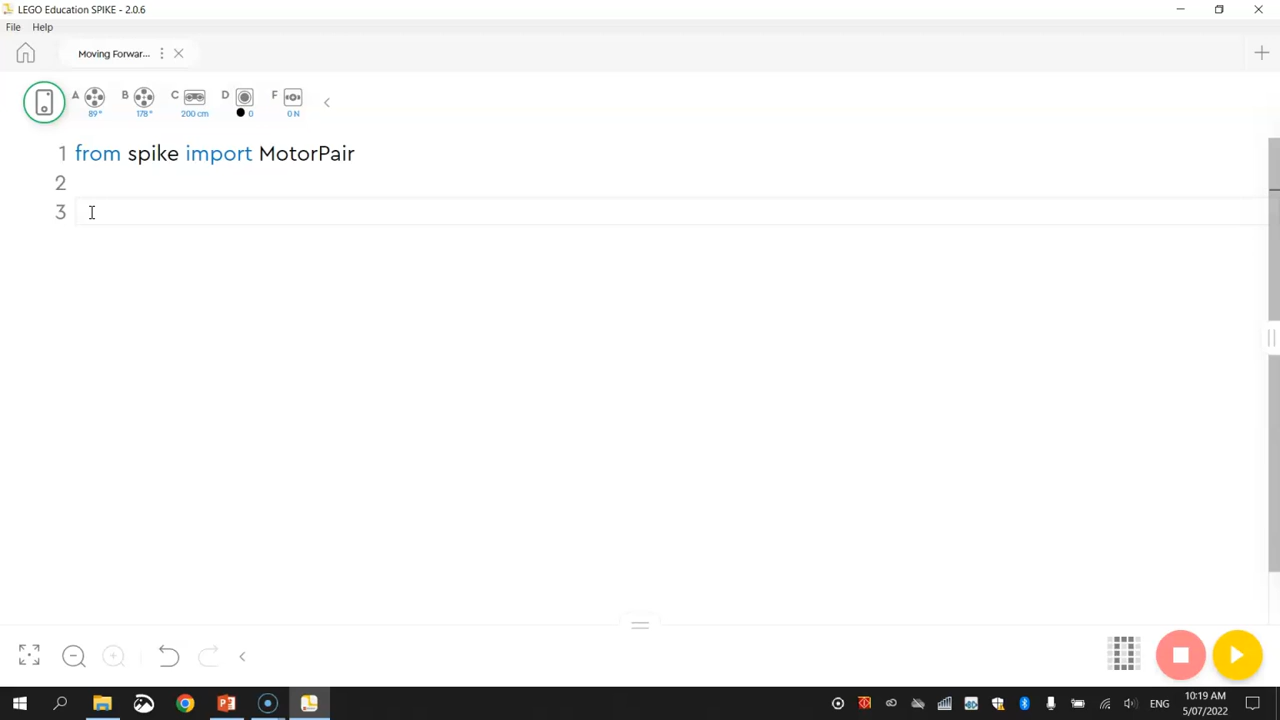 LEGO Education SPIKE - 2.0.6
File Help
Moving Forwar...
A B C D F
89° 178° 200 cm 0 0 N
1 from spike import MotorPair
2
3
ENG
10:19 AM
5/07/2022